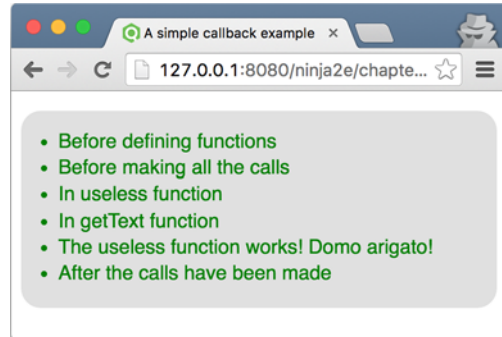 A simple callback example
127.0.0.1:8080/ninja2e/chapte...
Before defining functions
Before making all the calls
In useless function
In getText function
The useless function works! Domo arigato!
After the calls have been made